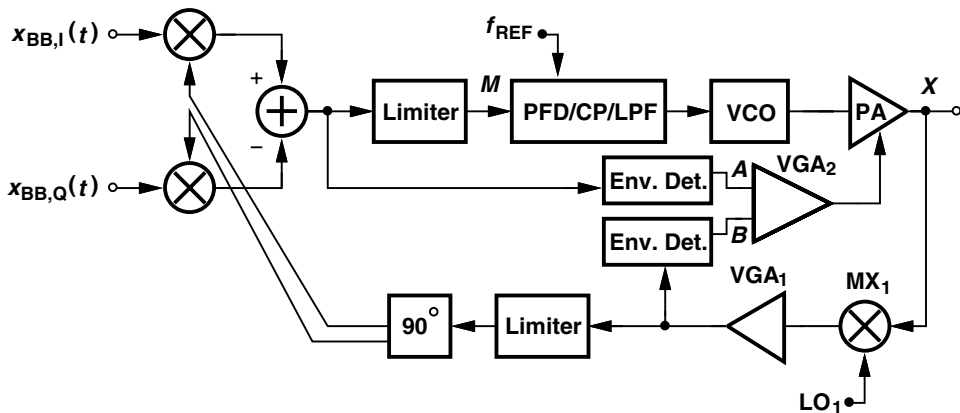 x_BB,I (t)
f_REF
+
Limiter
M
PFD/CP/LPF
VCO
PA
X
−
x_BB,Q (t)
Env. Det.
A
VGA_2
Env. Det.
B
VGA_1
MX_1
90°
Limiter
LO_1